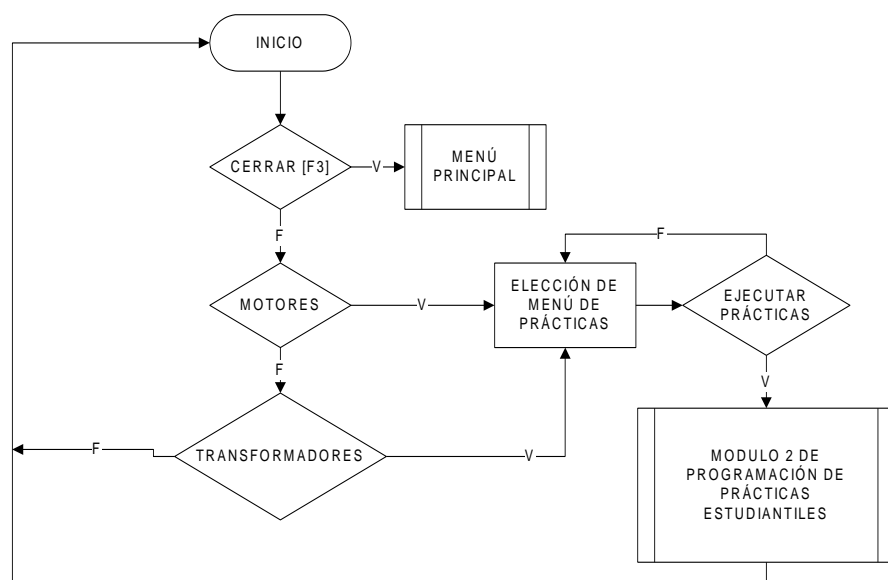 INICIO
CERRAR [F3]
V
MENÚ
PRINCIPAL
F
F
MOTORES
V
ELECCIÓN DE
MENÚ DE
PRÁCTICAS
EJECUTAR
PRÁCTICAS
F
V
F
TRANSFORMADORES
V
MODULO 2 DE
PROGRAMACIÓN DE
PRÁCTICAS
ESTUDIANTILES